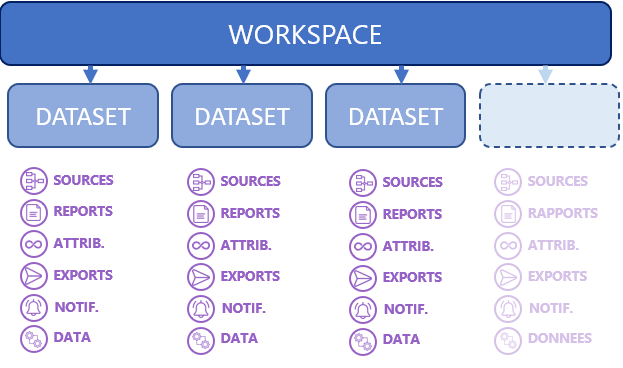 WORKSPACE
DATASET DATASET DATASET
SOURCES SOURCES SOURCES SOURCES
REPORTS REPORTS REPORTS RAPPORTS
ATTRIB. ATTRIB. ATTRIB. ATTRIB.
EXPORTS EXPORTS EXPORTS EXPORTS
NOTIF. NOTIF. NOTIF. NOTIF.
DATA DATA DATA DONNEES